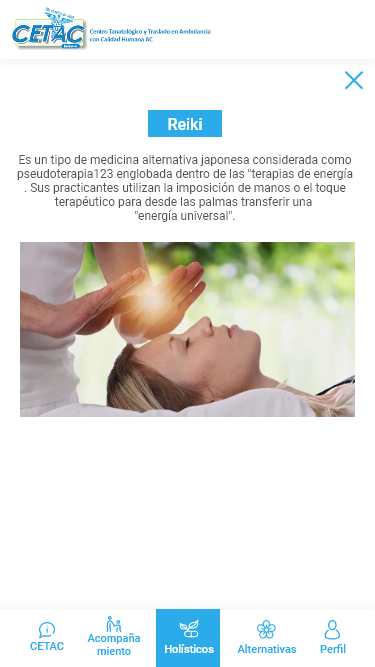 CETAC
Centro Tanatológico y Traslado en Ambulancia
con Calidad Humana AC
Reiki
Es un tipo de medicina alternativa japonesa considerada como
pseudoterapia123 englobada dentro de las "terapias de energía
. Sus practicantes utilizan la imposición de manos o el toque
terapéutico para desde las palmas transferir una
"energía universal".
CETAC
Acompaña
miento
Holísticos
Alternativas
Perfil